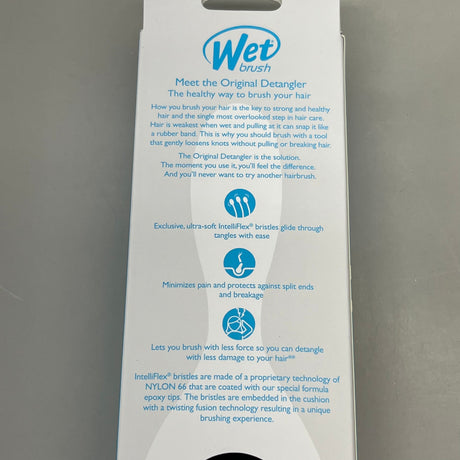 Wet
brush
Meet the Original Detangler
The healthy way to brush your hair
How you brush your hair is the key to strong and healthy
hair and the single most overlooked step in hair care.
Hair is weakest when wet and pulling at it can snap it like
a rubber band. This is why you should brush with a tool
that gently loosens knots without pulling or breaking hair.
The Original Detangler is the solution.
The moment you use it, you'll feel the difference.
And you'll never want to try another hairbrush.
Exclusive, ultra-soft IntelliFlex® bristles glide through
tangles with ease
Minimizes pain and protects against split ends
and breakage
Lets you brush with less force so you can detangle
with less damage to your hair**
IntelliFlex® bristles are made of a proprietary technology of
NYLON 66 that are coated with our special formula
epoxy tips. The bristles are embedded in the cushion
with a twisting fusion technology resulting in a unique
brushing experience.